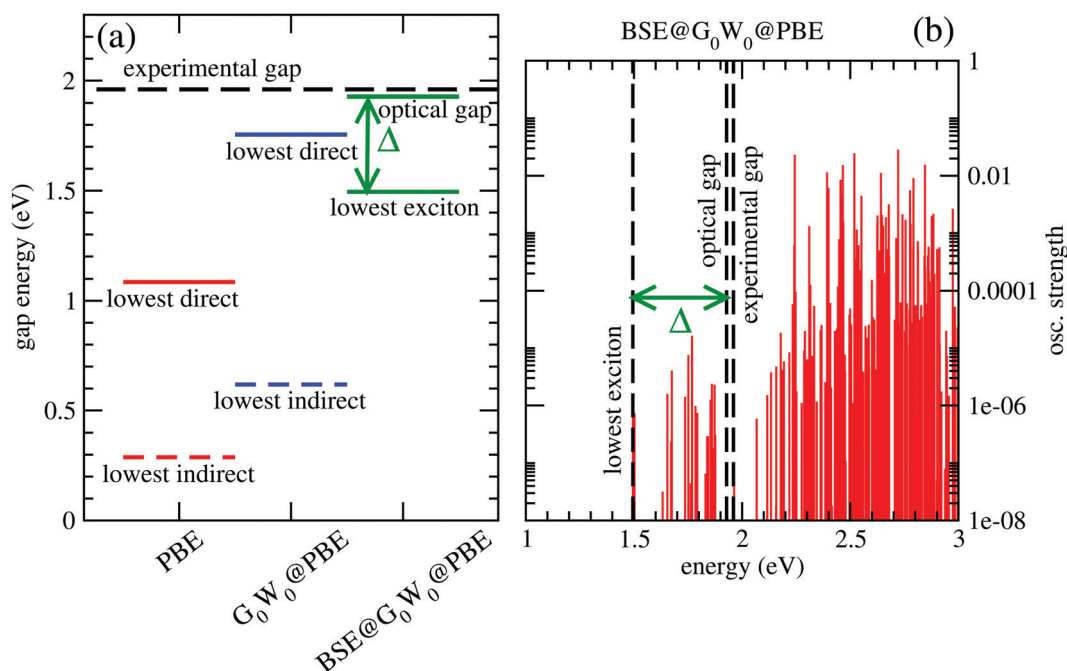 (a)
experimental gap
optical gap
Δ
lowest direct
lowest exciton
lowest direct
lowest indirect
lowest indirect
gap energy (eV)
2
1.5
1
0.5
0
PBE
G₀W₀@PBE
BSE@G₀W₀@PBE
BSE@G₀W₀@PBE
(b)
lowest exciton
Δ
optical gap
experimental gap
1
0.01
0.0001
1e-06
1e-08
osc. strength
1
1.5
2
2.5
3
energy (eV)